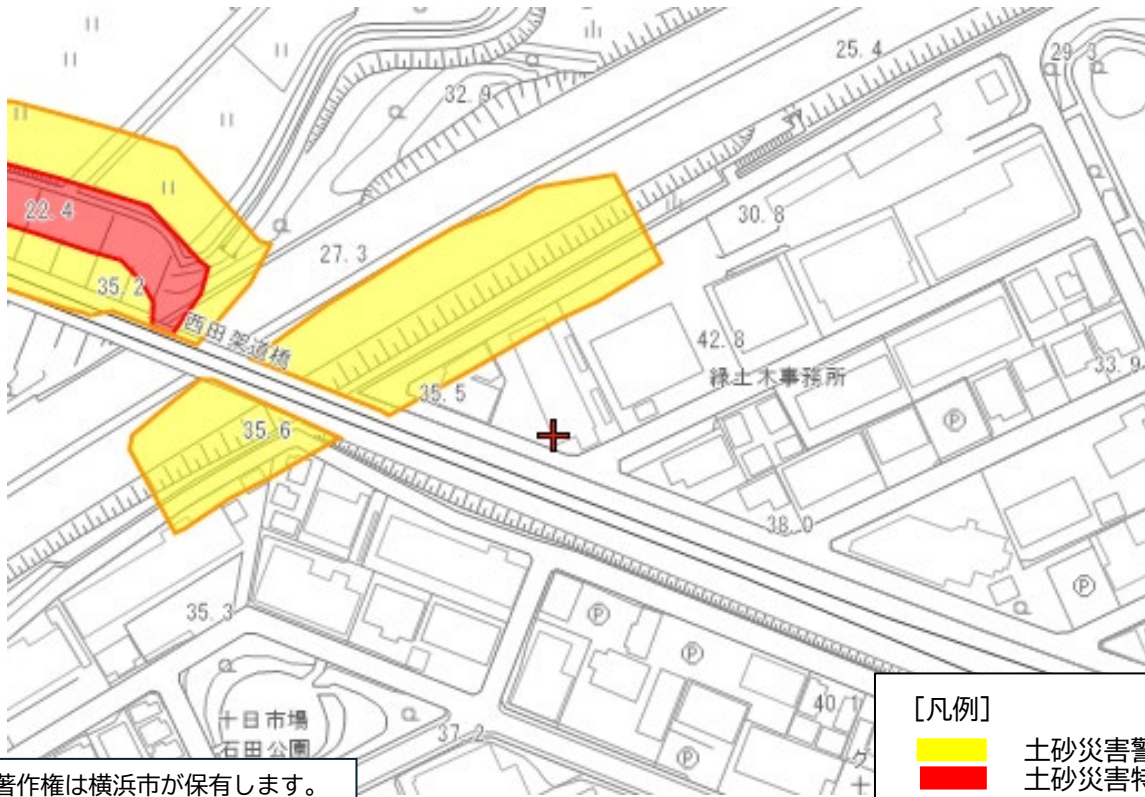 25.4
29.3
32.9
22.4
30.8
27.3
35.2
西田架道橋
42.8
緑土木事務所
33.9
35.5
35.6
Ⓟ
38.0
Ⓟ
35.3
Ⓟ
Ⓟ
十日市場
石田公園
37.2
40.1
Ⓟ
[凡例]
土砂災害警
土砂災害特
著作権は横浜市が保有します。